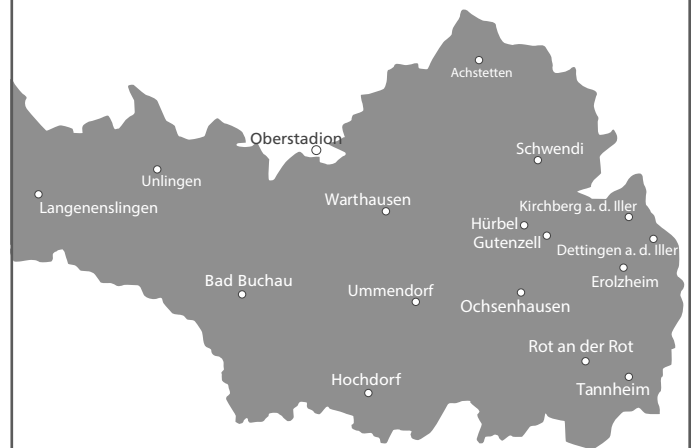 Achstetten
Oberstadion
Schwendi
Unlingen
Langenenslingen
Warthausen
Kirchberg a. d. Iller
Hürbel
Gutenzell
Dettingen a. d. Iller
Erolzheim
Bad Buchau
Ummendorf
Ochsenhausen
Rot an der Rot
Hochdorf
Tannheim